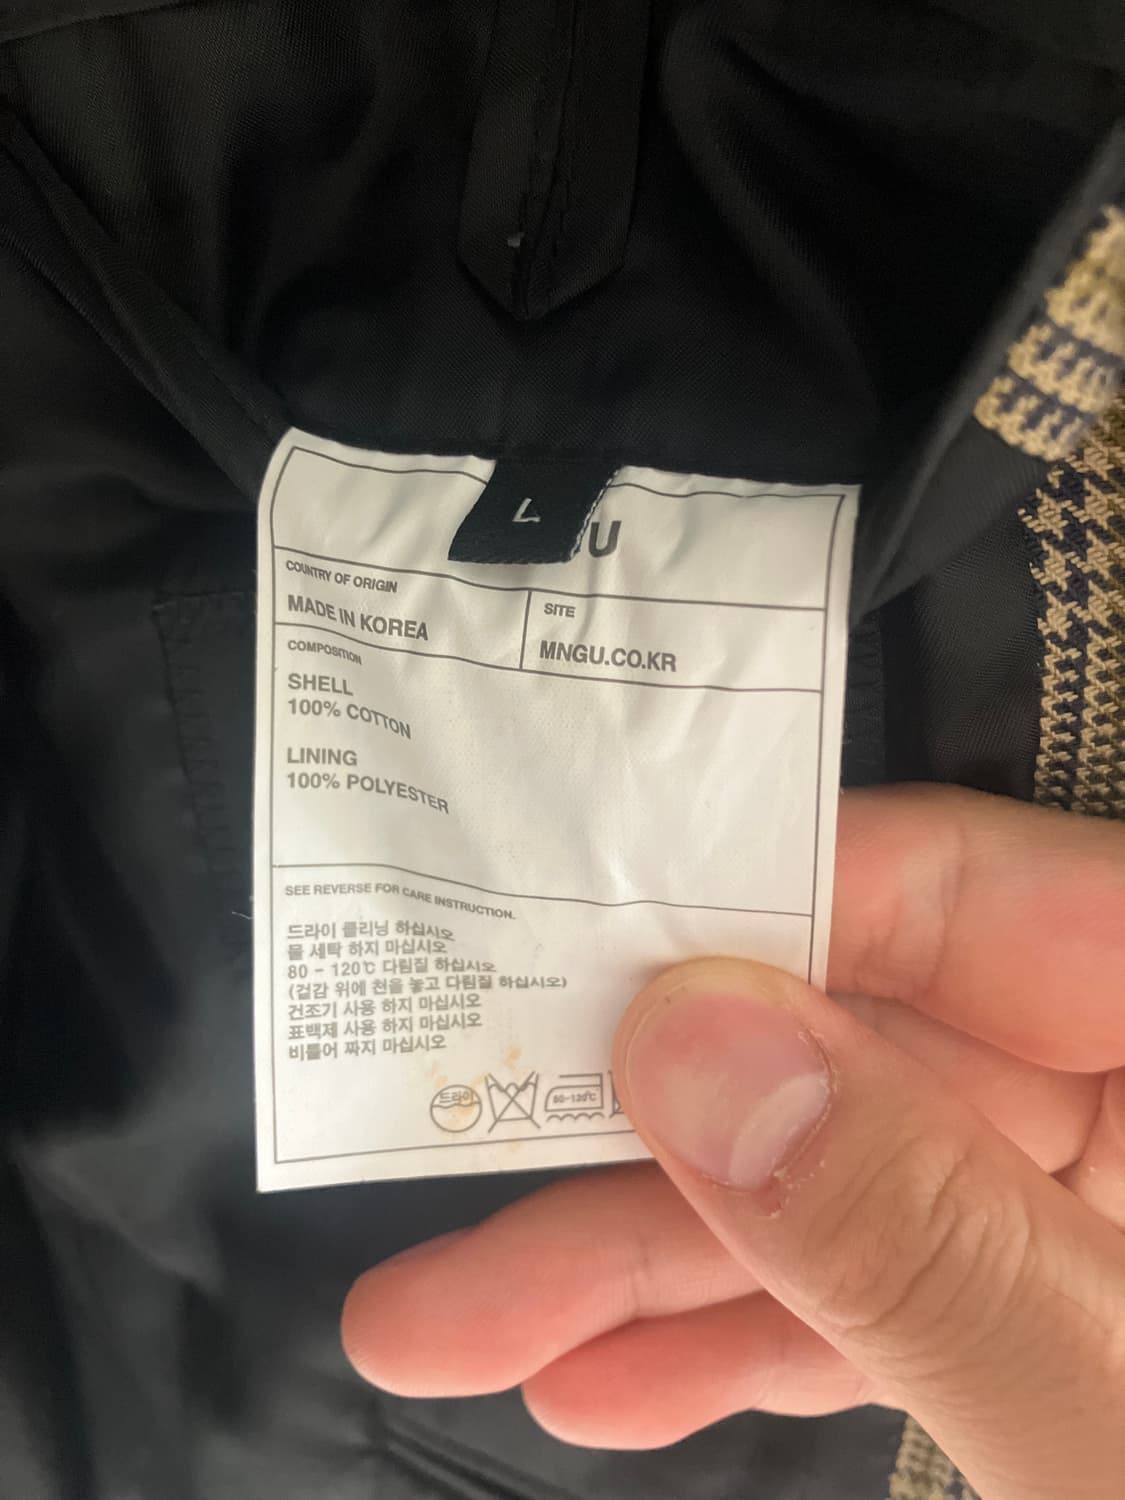 L
U
COUNTRY OF ORIGIN
MADE IN KOREA
SITE
MNGU.CO.KR
COMPOSITION
SHELL
100% COTTON
LINING
100% POLYESTER
SEE REVERSE FOR CARE INSTRUCTION.
드라이 클리닝 하십시오
물 세탁 하지 마십시오
80 - 120℃ 다림질 하십시오
(겉감 위에 천을 놓고 다림질 하십시오)
건조기 사용 하지 마십시오
표백제 사용 하지 마십시오
비틀어 짜지 마십시오
드라이
80-120℃